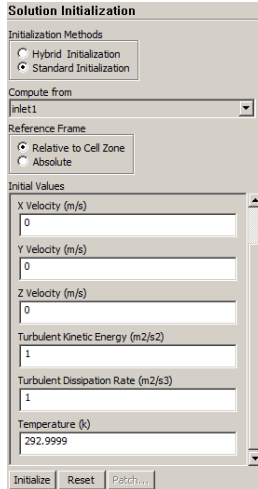 Solution Initialization
Initialization Methods
Hybrid Initialization
Standard Initialization
Compute from
inlet1
Reference Frame
Relative to Cell Zone
Absolute
Initial Values
X Velocity (m/s)
0
Y Velocity (m/s)
0
Z Velocity (m/s)
0
Turbulent Kinetic Energy (m2/s2)
1
Turbulent Dissipation Rate (m2/s3)
1
Temperature (k)
292.9999
Initialize Reset Patch...